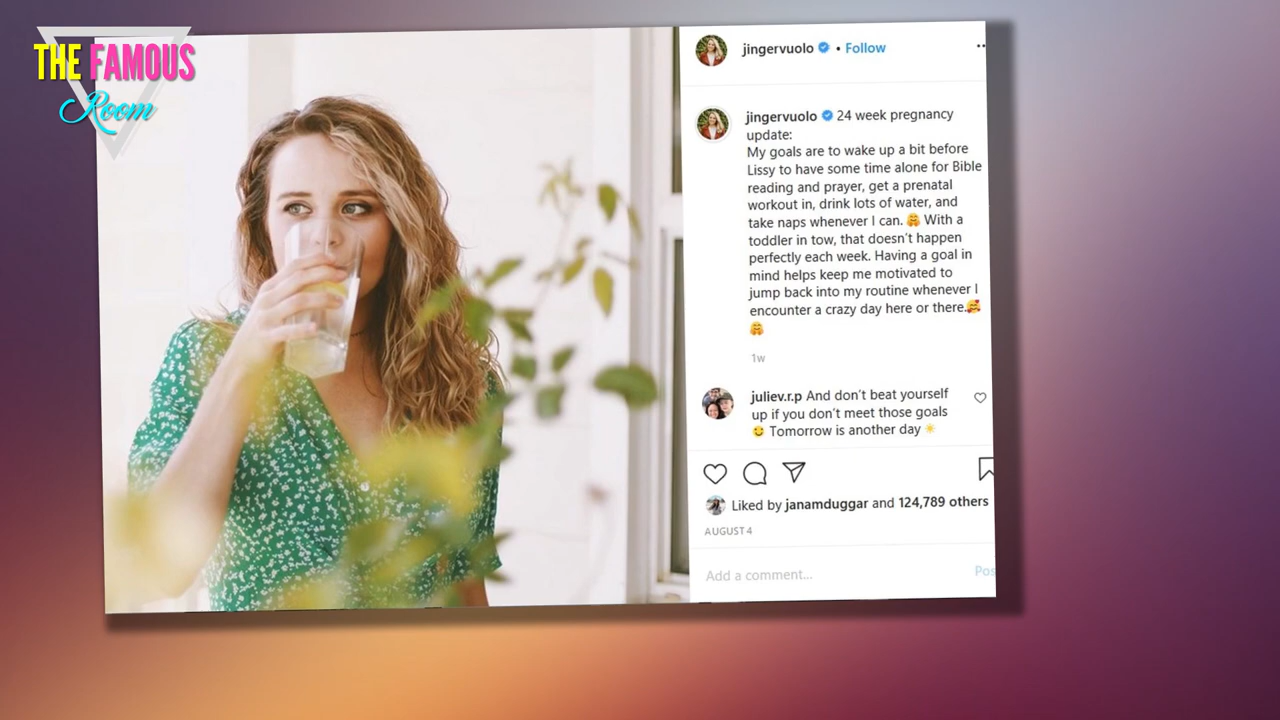 THE FAMOUS
Room
jingervuolo • Follow
jingervuolo 24 week pregnancy
update:
My goals are to wake up a bit before
Lissy to have some time alone for Bible
reading and prayer, get a prenatal
workout in, drink lots of water, and
take naps whenever I can. 🤗 With a
toddler in tow, that doesn't happen
perfectly each week. Having a goal in
mind helps keep me motivated to
jump back into my routine whenever I
encounter a crazy day here or there.🥰
🤗
1w
juliev.r.p And don't beat yourself
up if you don't meet those goals
😃 Tomorrow is another day ☀️
Liked by janamduggar and 124,789 others
AUGUST 4
Add a comment...
Pos